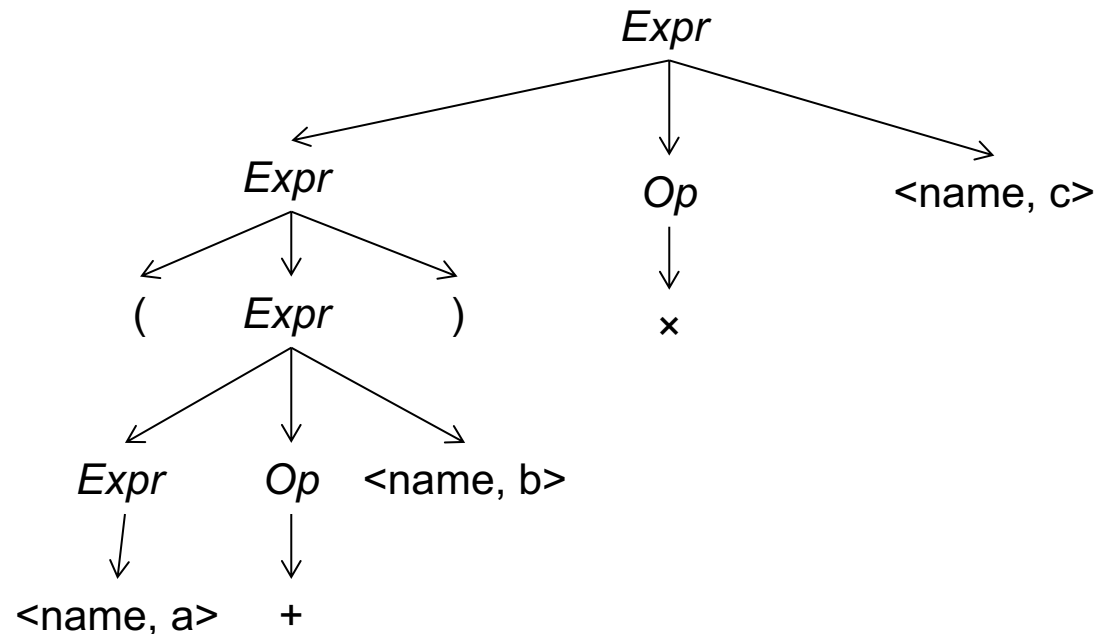 Expr
Expr Op <name, c>
( Expr ) ×
Expr Op <name, b>
<name, a> +